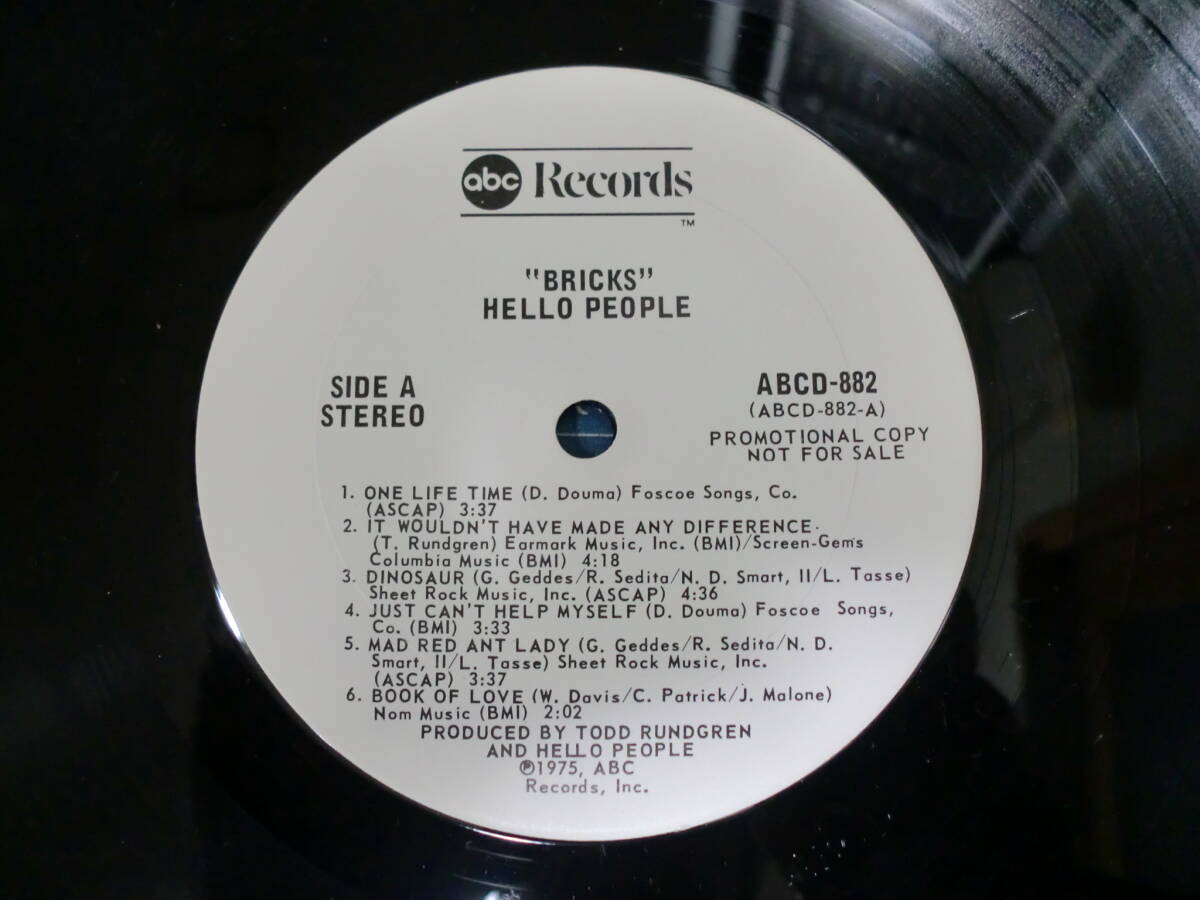 abc Records
TM
"BRICKS"
HELLO PEOPLE
SIDE A
STEREO
ABCD-882
(ABCD-882-A)
PROMOTIONAL COPY
NOT FOR SALE
1. ONE LIFE TIME (D. Douma) Foscoe Songs, Co.
(ASCAP) 3:37
2. IT WOULDN'T HAVE MADE ANY DIFFERENCE
(T. Rundgren) Earmark Music, Inc. (BMI)/Screen-Gems
Columbia Music (BMI) 4:18
3. DINOSAUR (G. Geddes/R. Sedita/N. D. Smart, II/L. Tasse)
Sheet Rock Music, Inc. (ASCAP) 4:36
4. JUST CAN'T HELP MYSELF (D. Douma) Foscoe Songs,
Co. (BMI) 3:33
5. MAD RED ANT LADY (G. Geddes/R. Sedita/N. D.
Smart, II/L. Tasse) Sheet Rock Music, Inc.
(ASCAP) 3:37
6. BOOK OF LOVE (W. Davis/C. Patrick/J. Malone)
Nom Music (BMI) 2:02
PRODUCED BY TODD RUNDGREN
AND HELLO PEOPLE
℗1975, ABC
Records, Inc.